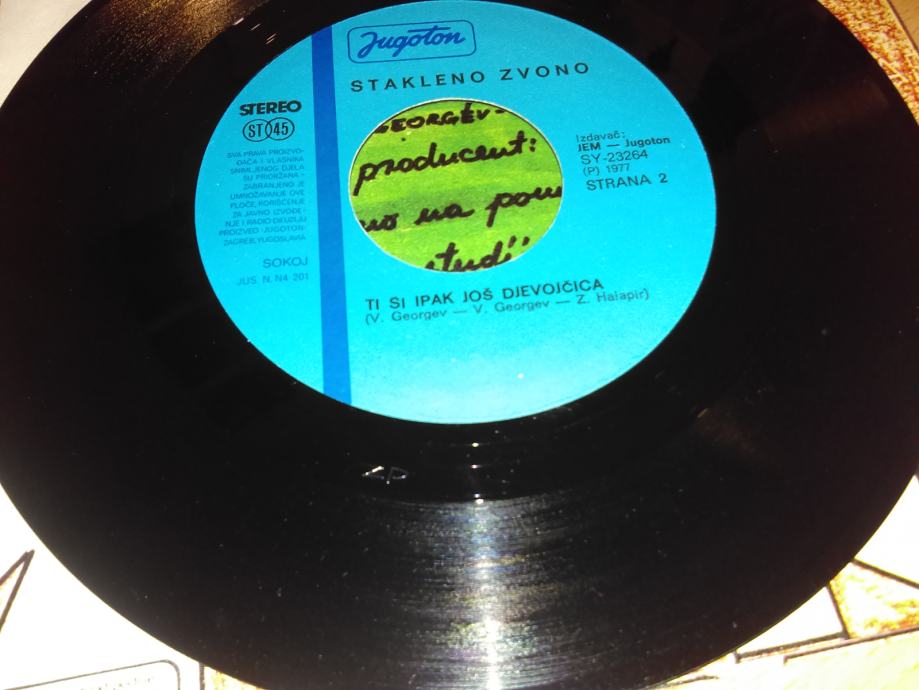 Jugoton
STAKLENO ZVONO
STEREO
ST 45
SVA PRAVA PROIZVO-
ĐAČA I VLASNIKA
SNIMLJENOG DJELA
SU PRIDRŽANA -
ZABRANJENO JE
UMNOŽAVANJE OVE
PLOČE, KORIŠĆENJE
ZA JAVNO IZVOĐE-
NJE I RADIO-DIFUZIJU
PROIZVED JUGOTON-
ZAGREB, YUGOSLAVIA
SOKOJ
JUS. N. N4 201
GEORGEV-
producent:
na
Izdavač:
JEM — Jugoton
SY-23264
(P) 1977
STRANA 2
TI SI IPAK JOŠ DJEVOJČICA
(V. Georgev — V. Georgev — Z. Halapir)